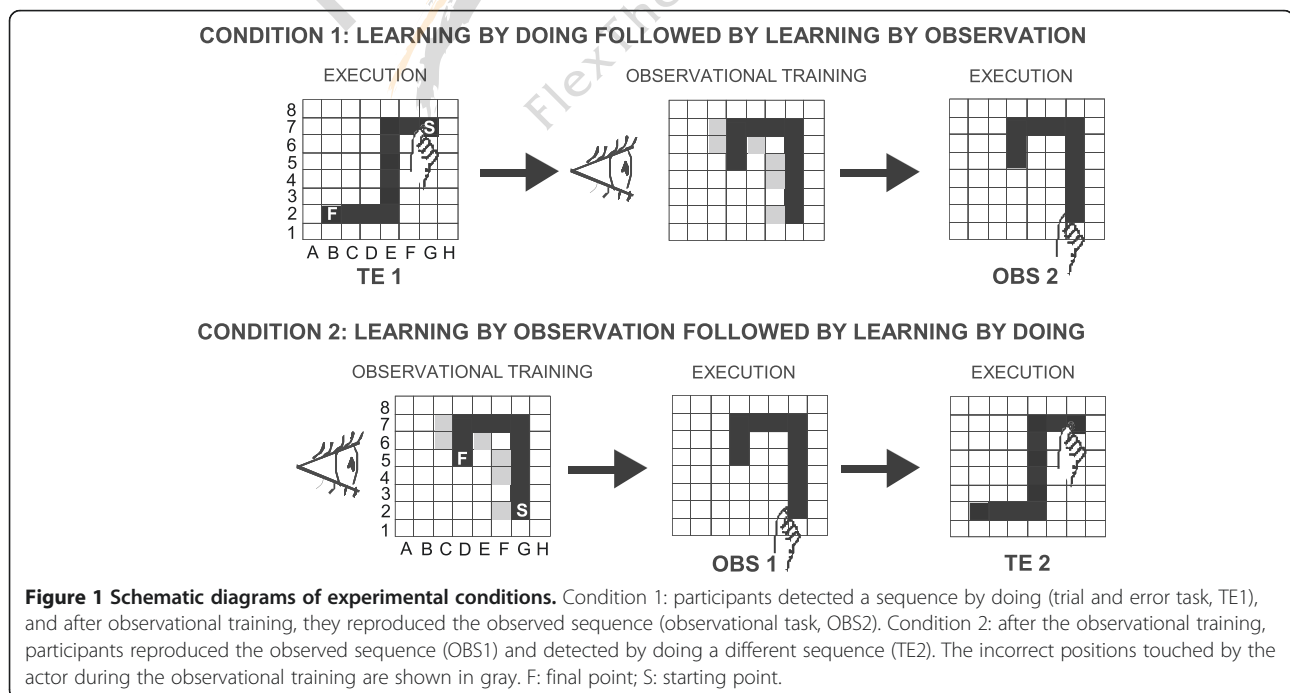 FlexThe
CONDITION 1: LEARNING BY DOING FOLLOWED BY LEARNING BY OBSERVATION
EXECUTION
OBSERVATIONAL TRAINING
EXECUTION
8
7
6
5
4
3
2
1
S
F
A B C D E F G H
TE 1
OBS 2
CONDITION 2: LEARNING BY OBSERVATION FOLLOWED BY LEARNING BY DOING
OBSERVATIONAL TRAINING
EXECUTION
EXECUTION
8
7
6
5
4
3
2
1
F
S
A B C D E F G H
OBS 1
TE 2
Figure 1 Schematic diagrams of experimental conditions. Condition 1: participants detected a sequence by doing (trial and error task, TE1),
and after observational training, they reproduced the observed sequence (observational task, OBS2). Condition 2: after the observational training,
participants reproduced the observed sequence (OBS1) and detected by doing a different sequence (TE2). The incorrect positions touched by the
actor during the observational training are shown in gray. F: final point; S: starting point.